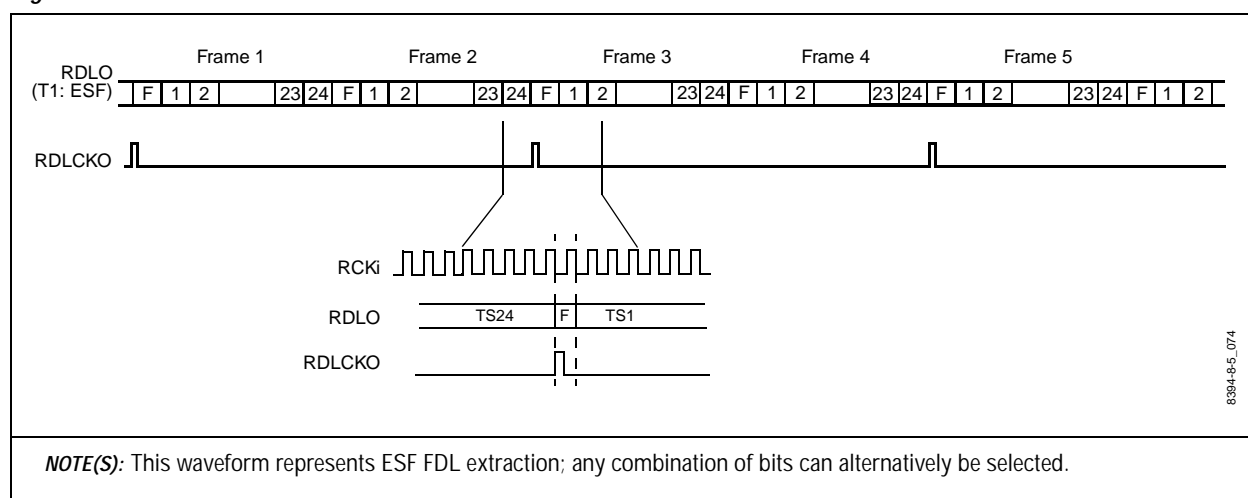 Frame 1 Frame 2 Frame 3 Frame 4 Frame 5
RDLO
(T1: ESF) F 1 2 23 24 F 1 2 23 24 F 1 2 23 24 F 1 2 23 24 F 1 2 23 24 F 1 2
RDLCKO
RCKi
RDLO TS24 F TS1
RDLCKO
8394-8-5_074
NOTE(S): This waveform represents ESF FDL extraction; any combination of bits can alternatively be selected.